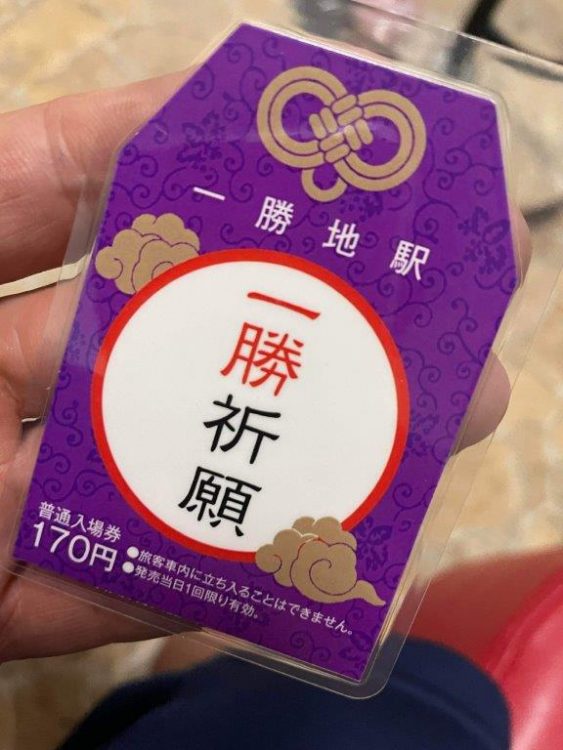 一勝地駅
一勝祈願
普通入場券
170円
●旅客車内に立ち入ることはできません。
●発売当日1回限り有効。